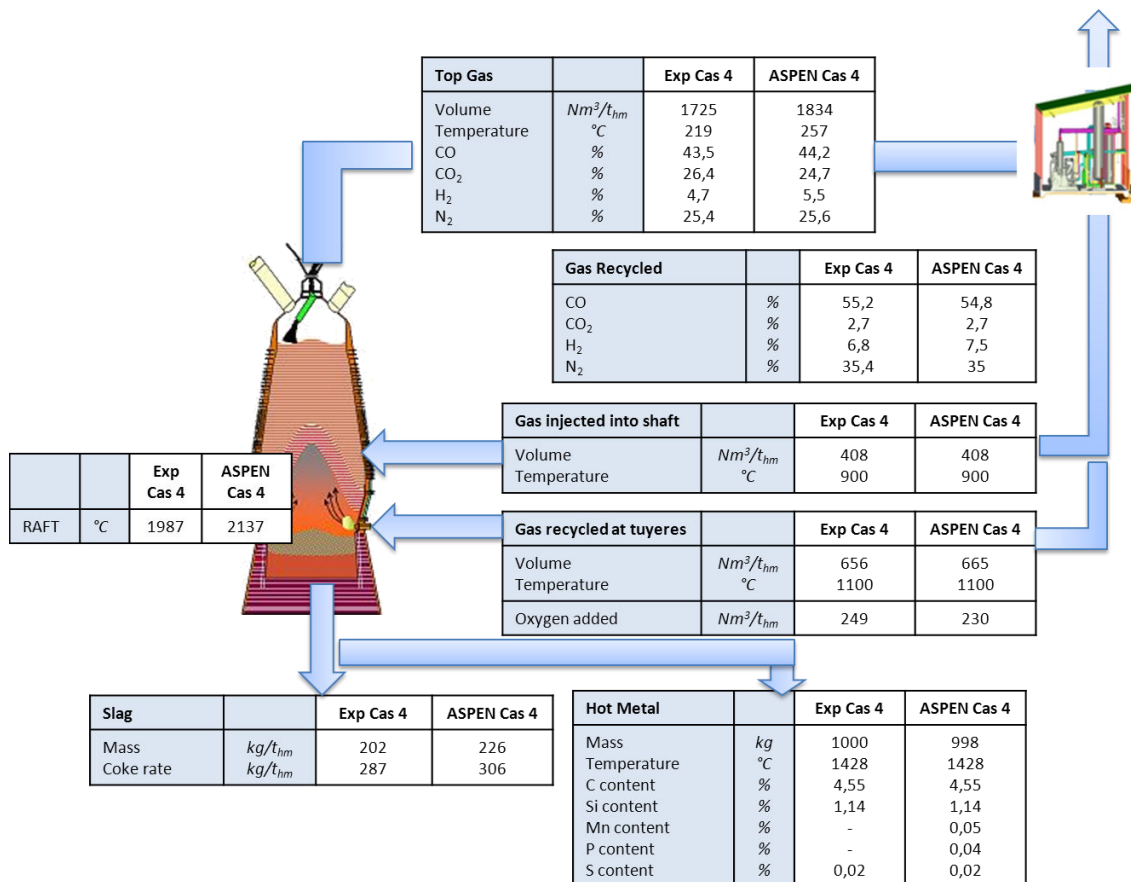 Top Gas Exp Cas 4 ASPEN Cas 4
Volume Nm³/t_hm 1725 1834
Temperature °C 219 257
CO % 43,5 44,2
CO₂ % 26,4 24,7
H₂ % 4,7 5,5
N₂ % 25,4 25,6
Gas Recycled Exp Cas 4 ASPEN Cas 4
CO % 55,2 54,8
CO₂ % 2,7 2,7
H₂ % 6,8 7,5
N₂ % 35,4 35
Gas injected into shaft Exp Cas 4 ASPEN Cas 4
Volume Nm³/t_hm 408 408
Temperature °C 900 900
Exp Cas 4 ASPEN Cas 4
RAFT °C 1987 2137
Gas recycled at tuyeres Exp Cas 4 ASPEN Cas 4
Volume Nm³/t_hm 656 665
Temperature °C 1100 1100
Oxygen added Nm³/t_hm 249 230
Slag Exp Cas 4 ASPEN Cas 4
Mass kg/t_hm 202 226
Coke rate kg/t_hm 287 306
Hot Metal Exp Cas 4 ASPEN Cas 4
Mass kg 1000 998
Temperature °C 1428 1428
C content % 4,55 4,55
Si content % 1,14 1,14
Mn content % - 0,05
P content % - 0,04
S content % 0,02 0,02